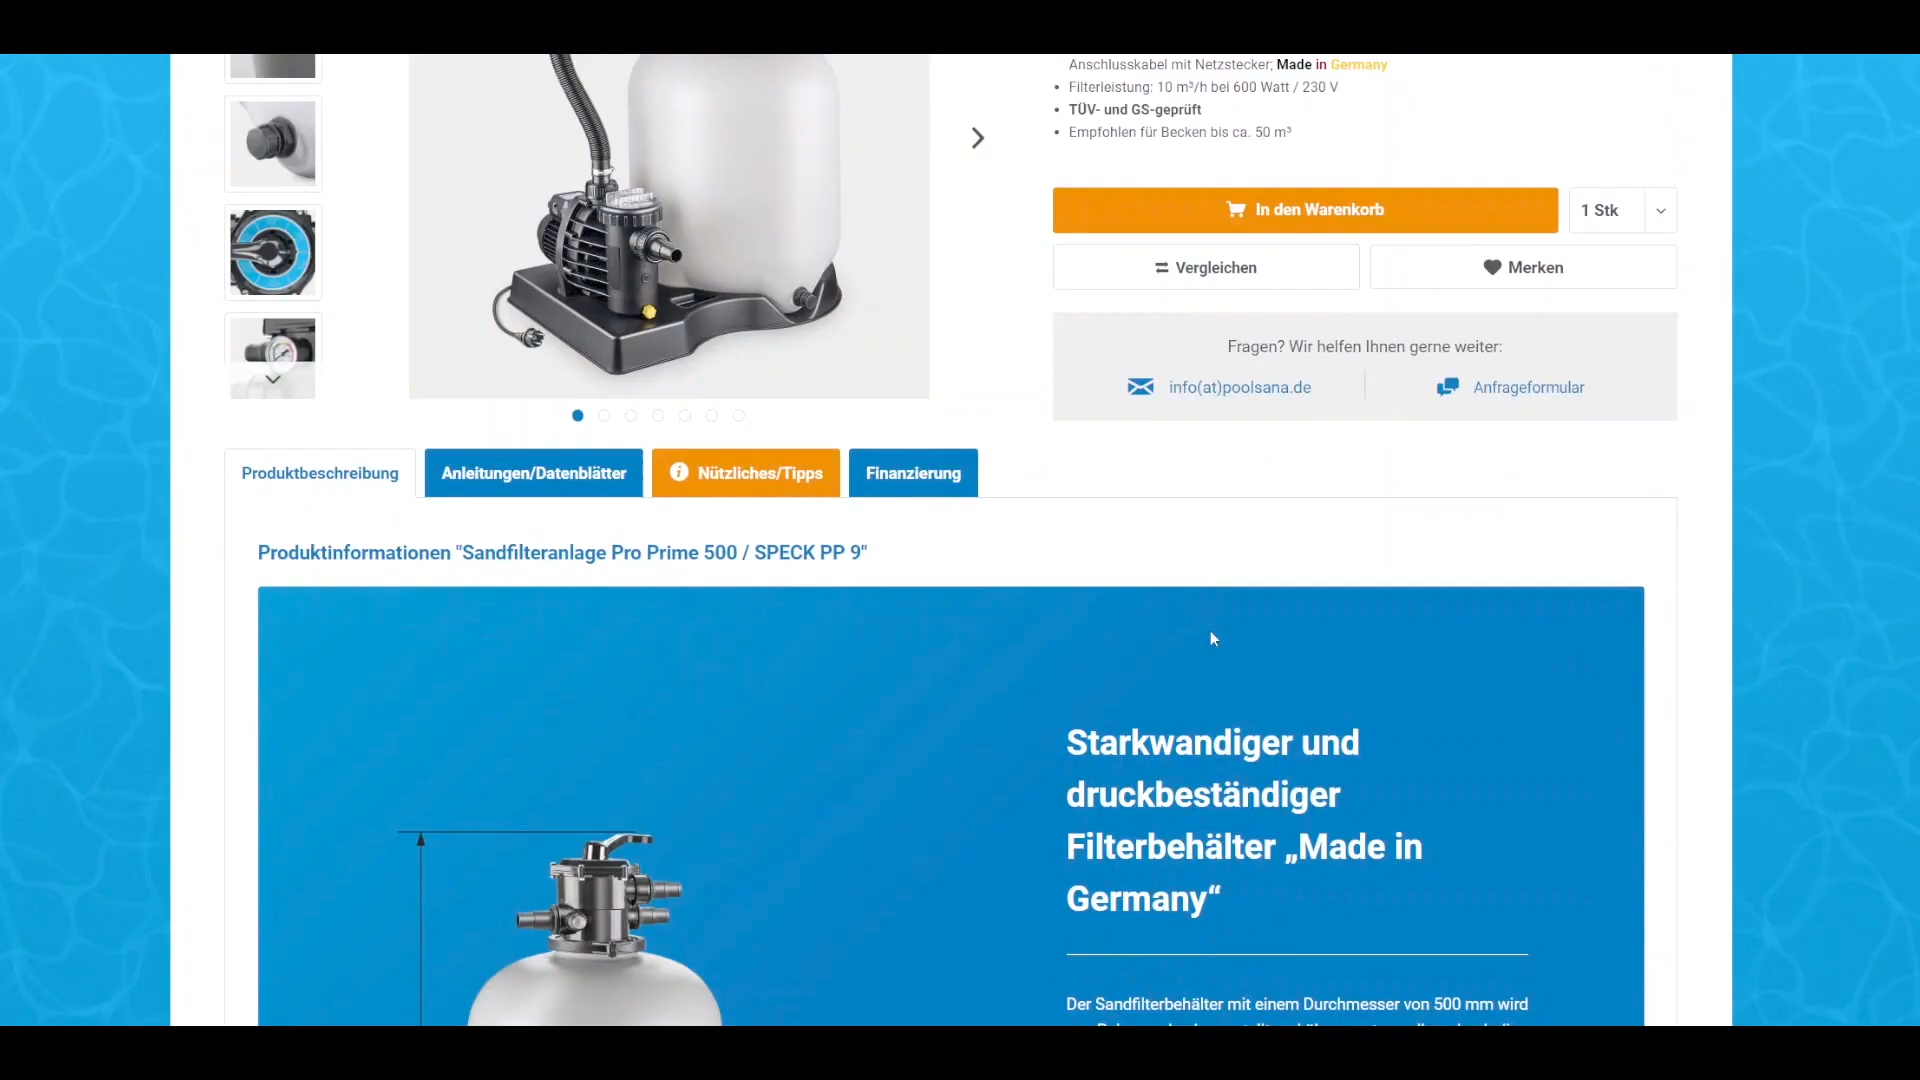 Anschlusskabel mit Netzstecker; Made in Germany
• Filterleistung: 10 m³/h bei 600 Watt / 230 V
• TÜV- und GS-geprüft
• Empfohlen für Becken bis ca. 50 m³
In den Warenkorb
1 Stk
Vergleichen
Merken
Fragen? Wir helfen Ihnen gerne weiter:
info(at)poolsana.de
Anfrageformular
Produktbeschreibung
Anleitungen/Datenblätter
Nützliches/Tipps
Finanzierung
Produktinformationen "Sandfilteranlage Pro Prime 500 / SPECK PP 9"
Starkwandiger und
druckbeständiger
Filterbehälter „Made in
Germany“
Der Sandfilterbehälter mit einem Durchmesser von 500 mm wird